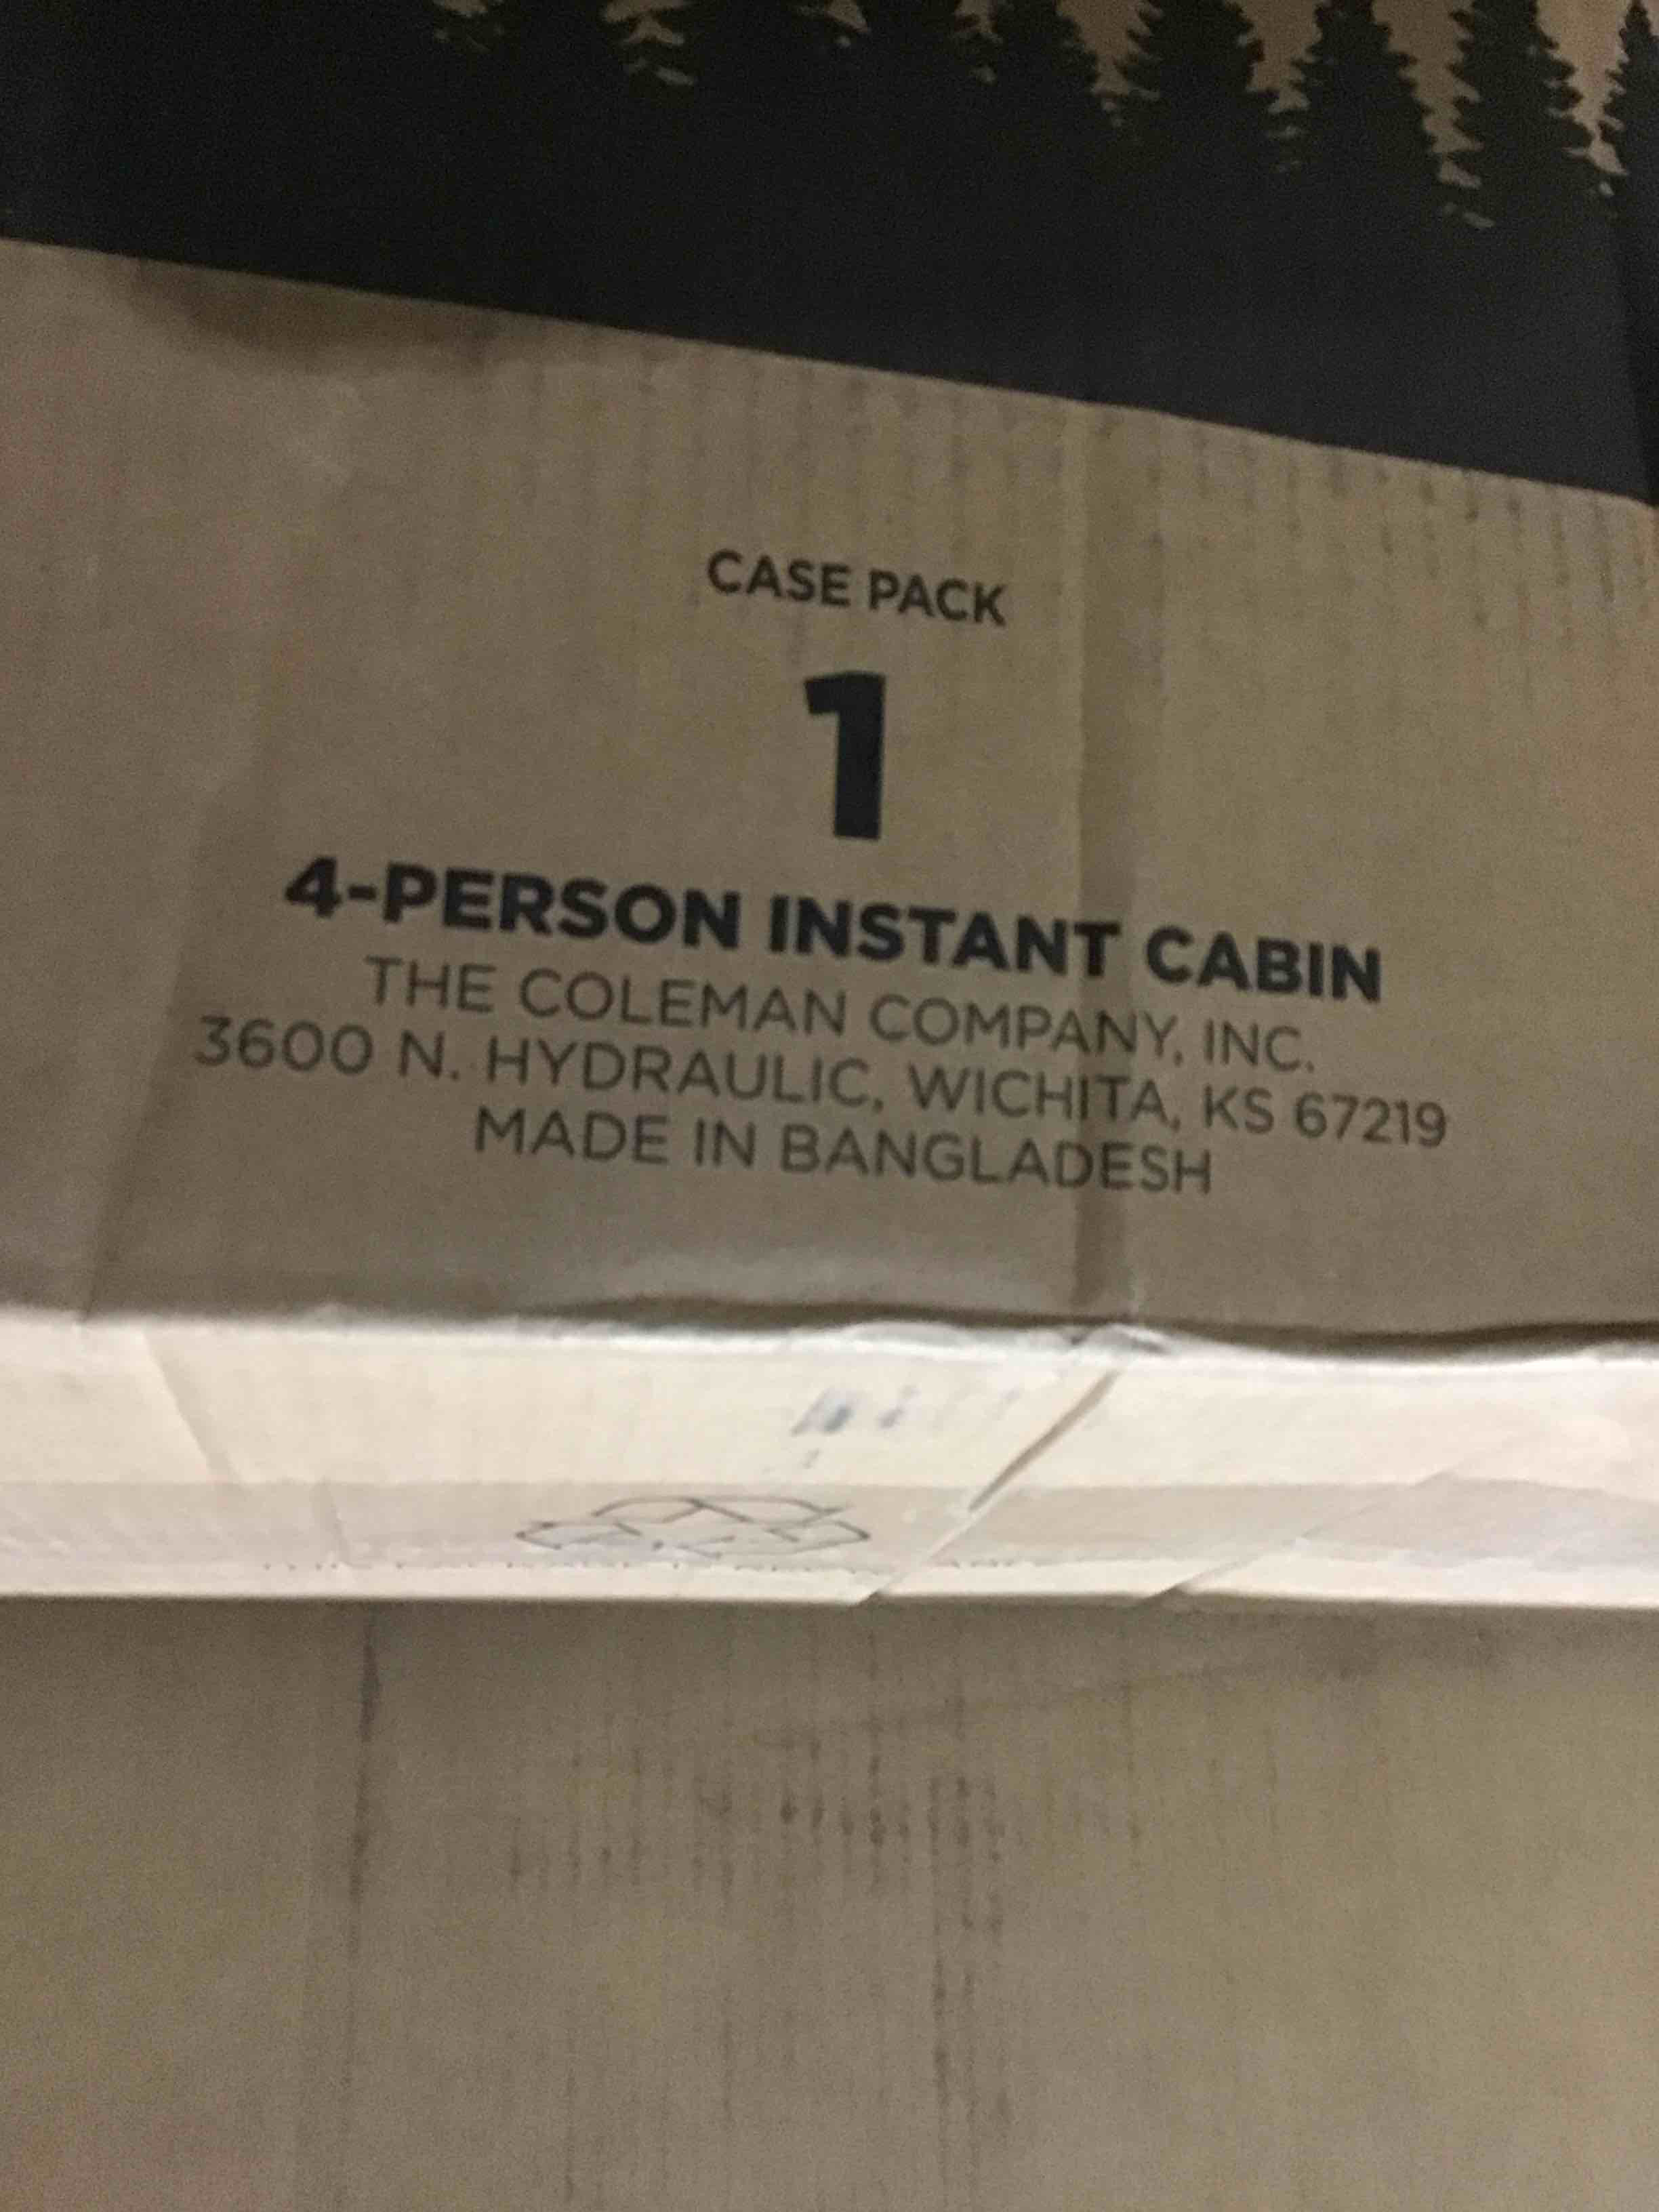 CASE PACK
1
4-PERSON INSTANT CABIN
THE COLEMAN COMPANY, INC.
3600 N. HYDRAULIC, WICHITA, KS 67219
MADE IN BANGLADESH